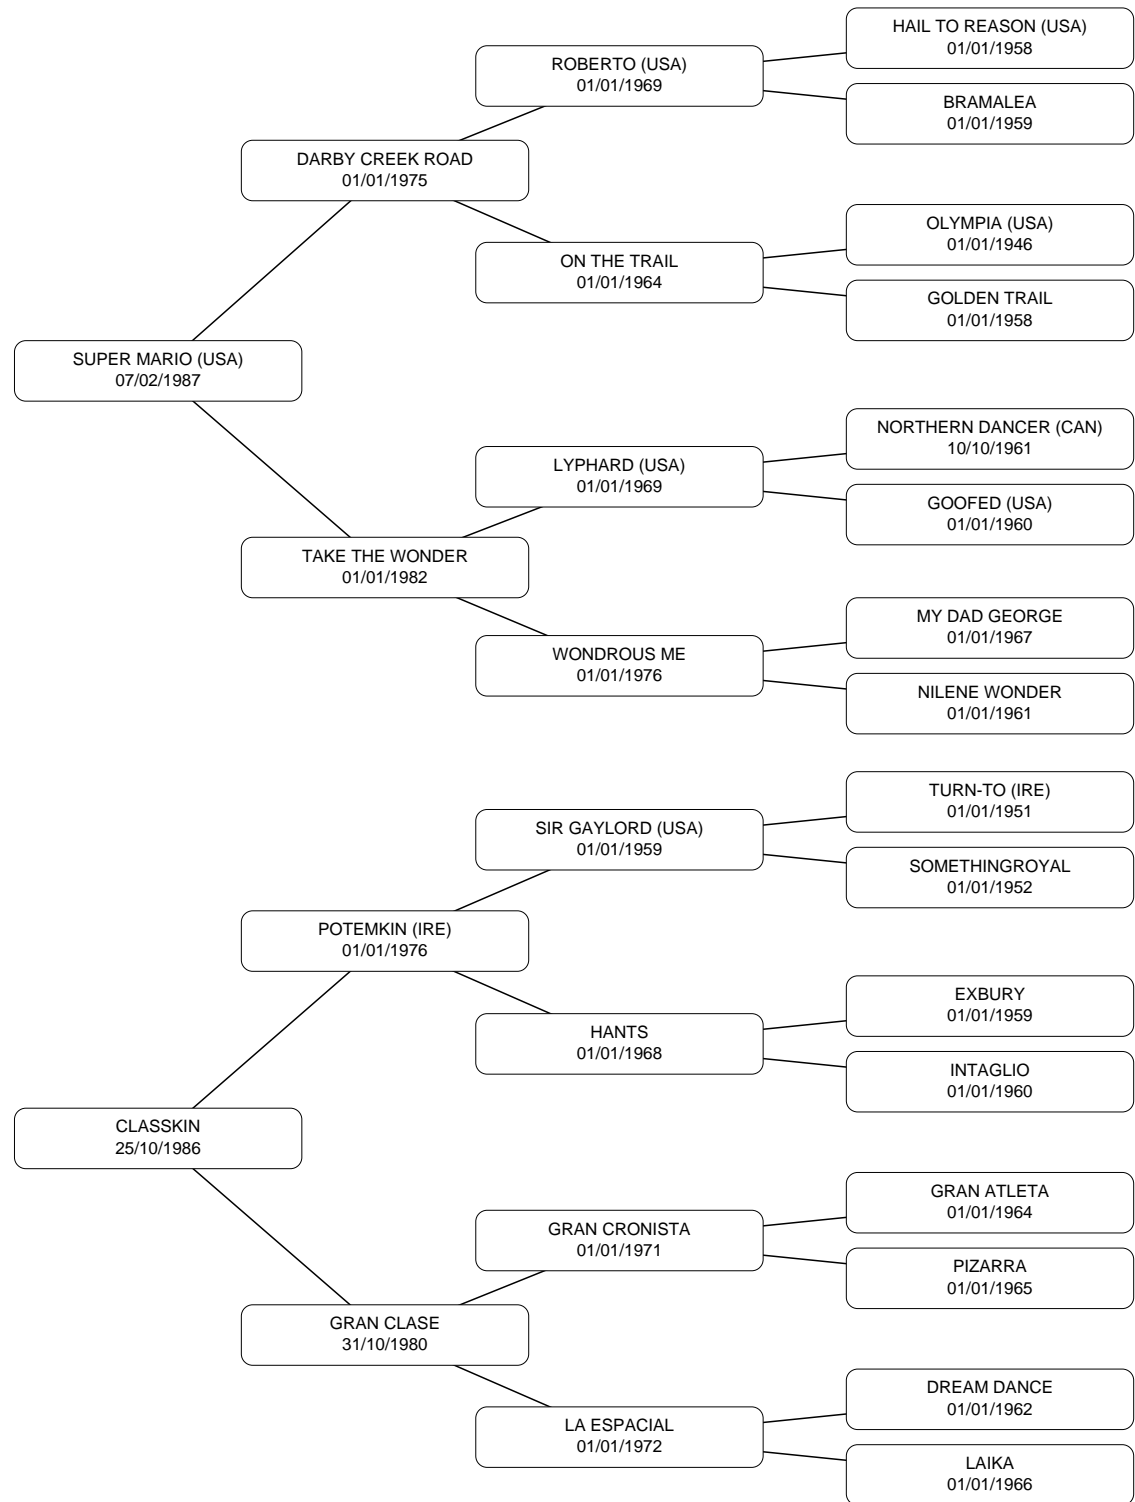 HAIL TO REASON (USA)
01/01/1958
ROBERTO (USA)
01/01/1969
BRAMALEA
01/01/1959
DARBY CREEK ROAD
01/01/1975
OLYMPIA (USA)
01/01/1946
ON THE TRAIL
01/01/1964
GOLDEN TRAIL
01/01/1958
SUPER MARIO (USA)
07/02/1987
NORTHERN DANCER (CAN)
10/10/1961
LYPHARD (USA)
01/01/1969
GOOFED (USA)
01/01/1960
TAKE THE WONDER
01/01/1982
MY DAD GEORGE
01/01/1967
WONDROUS ME
01/01/1976
NILENE WONDER
01/01/1961
TURN-TO (IRE)
01/01/1951
SIR GAYLORD (USA)
01/01/1959
SOMETHINGROYAL
01/01/1952
POTEMKIN (IRE)
01/01/1976
EXBURY
01/01/1959
HANTS
01/01/1968
INTAGLIO
01/01/1960
CLASSKIN
25/10/1986
GRAN ATLETA
01/01/1964
GRAN CRONISTA
01/01/1971
PIZARRA
01/01/1965
GRAN CLASE
31/10/1980
DREAM DANCE
01/01/1962
LA ESPACIAL
01/01/1972
LAIKA
01/01/1966